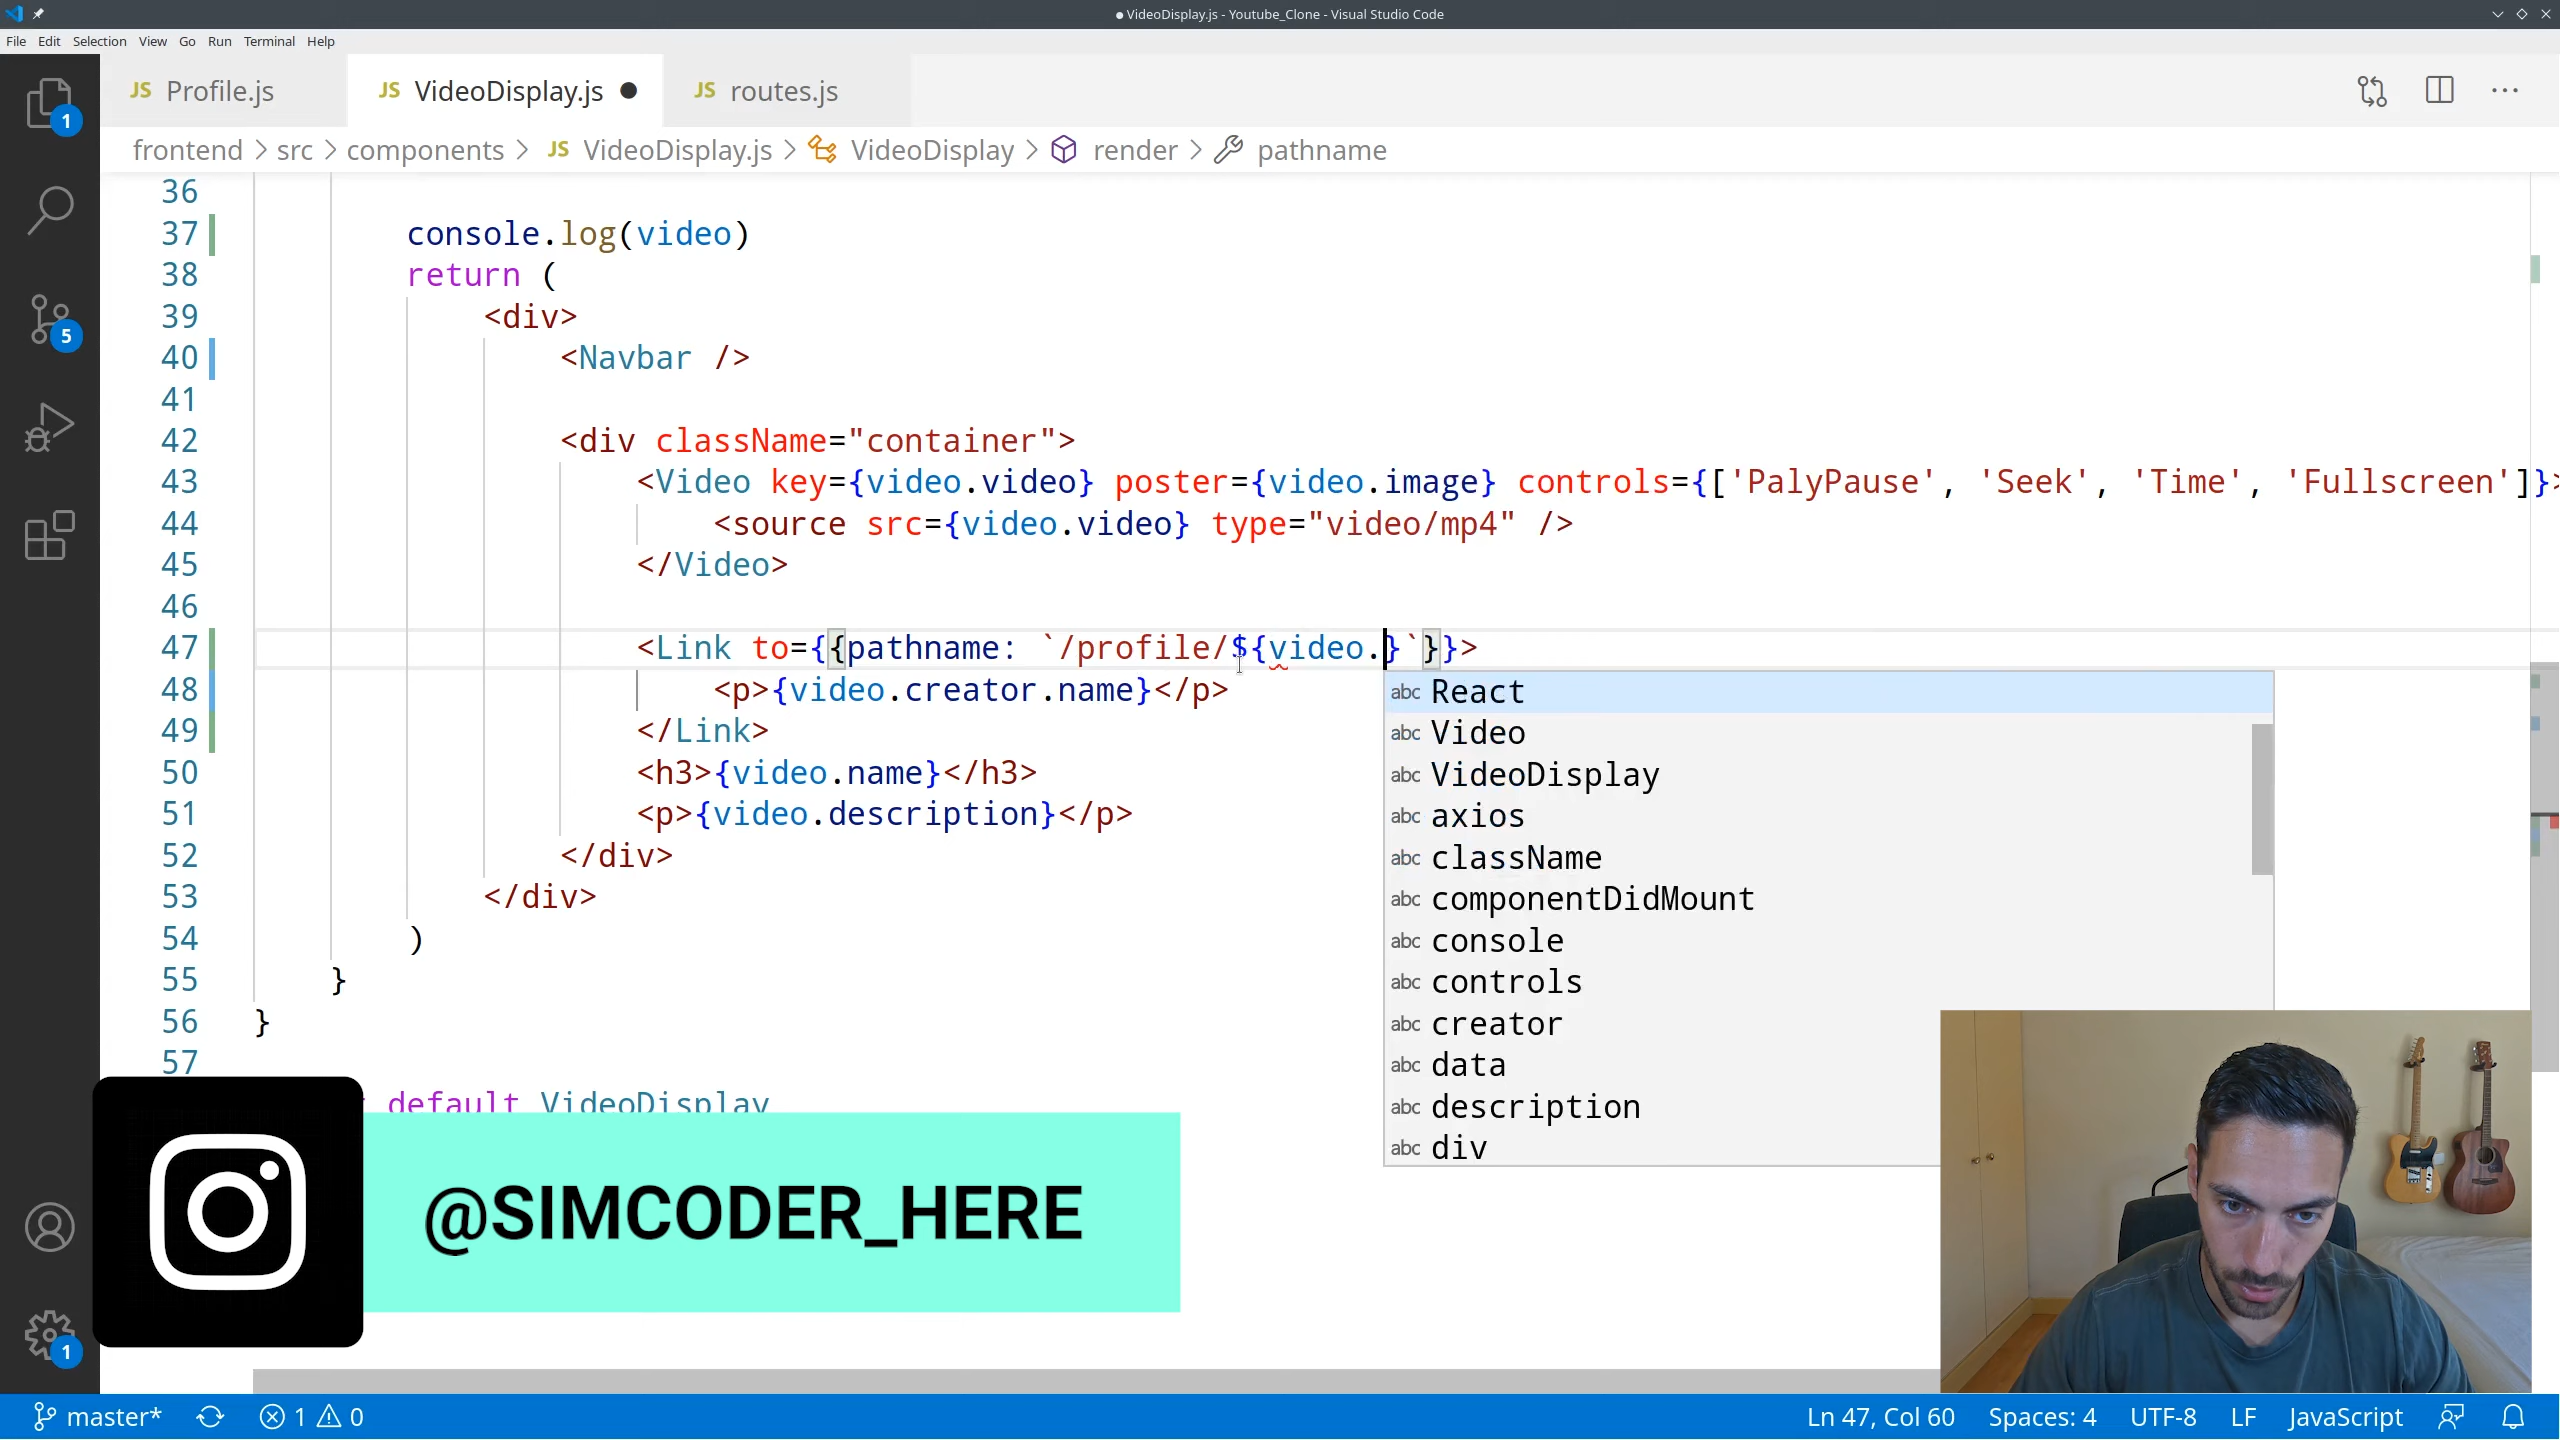 VideoDisplay.js - Youtube_Clone - Visual Studio Code
File Edit Selection View Go Run Terminal Help
JS Profile.js JS VideoDisplay.js JS routes.js
frontend > src > components > JS VideoDisplay.js > VideoDisplay > render > pathname
36
37 console.log(video)
38 return (
39 <div>
40 <Navbar />
41
42 <div className="container">
43 <Video key={video.video} poster={video.image} controls={['PalyPause', 'Seek', 'Time', 'Fullscreen']}>
44 <source src={video.video} type="video/mp4" />
45 </Video>
46
47 <Link to={{pathname: `/profile/${video.}`}}>
48 <p>{video.creator.name}</p>
49 </Link>
50 <h3>{video.name}</h3>
51 <p>{video.description}</p>
52 </div>
53 </div>
54 )
55 }
56 }
57
default VideoDisplay
abc React
abc Video
abc VideoDisplay
abc axios
abc className
abc componentDidMount
abc console
abc controls
abc creator
abc data
abc description
abc div
1
5
1
@SIMCODER_HERE
master* 1 0 Ln 47, Col 60 Spaces: 4 UTF-8 LF JavaScript